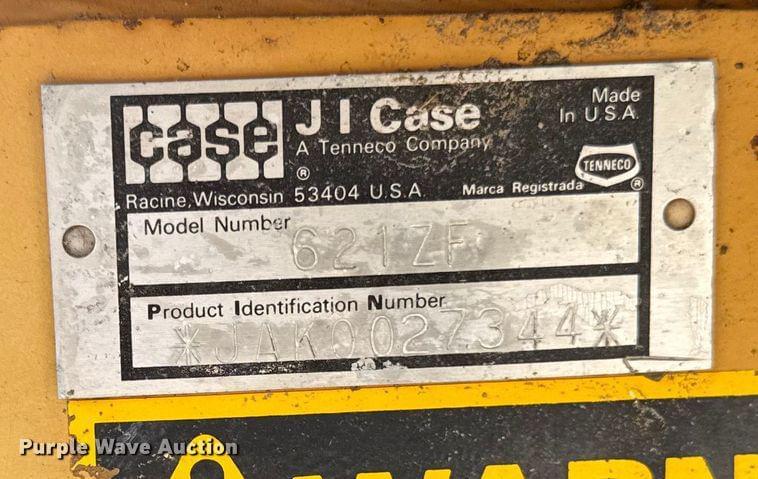 case
J I Case
A Tenneco Company
®
Made
In U.S.A.
TENNECO
®
Racine, Wisconsin 53404 U.S.A.
Marca Registrada
Model Number
621ZF
Product Identification Number
*JAK0027344*
Purple Wave Auction
WARN